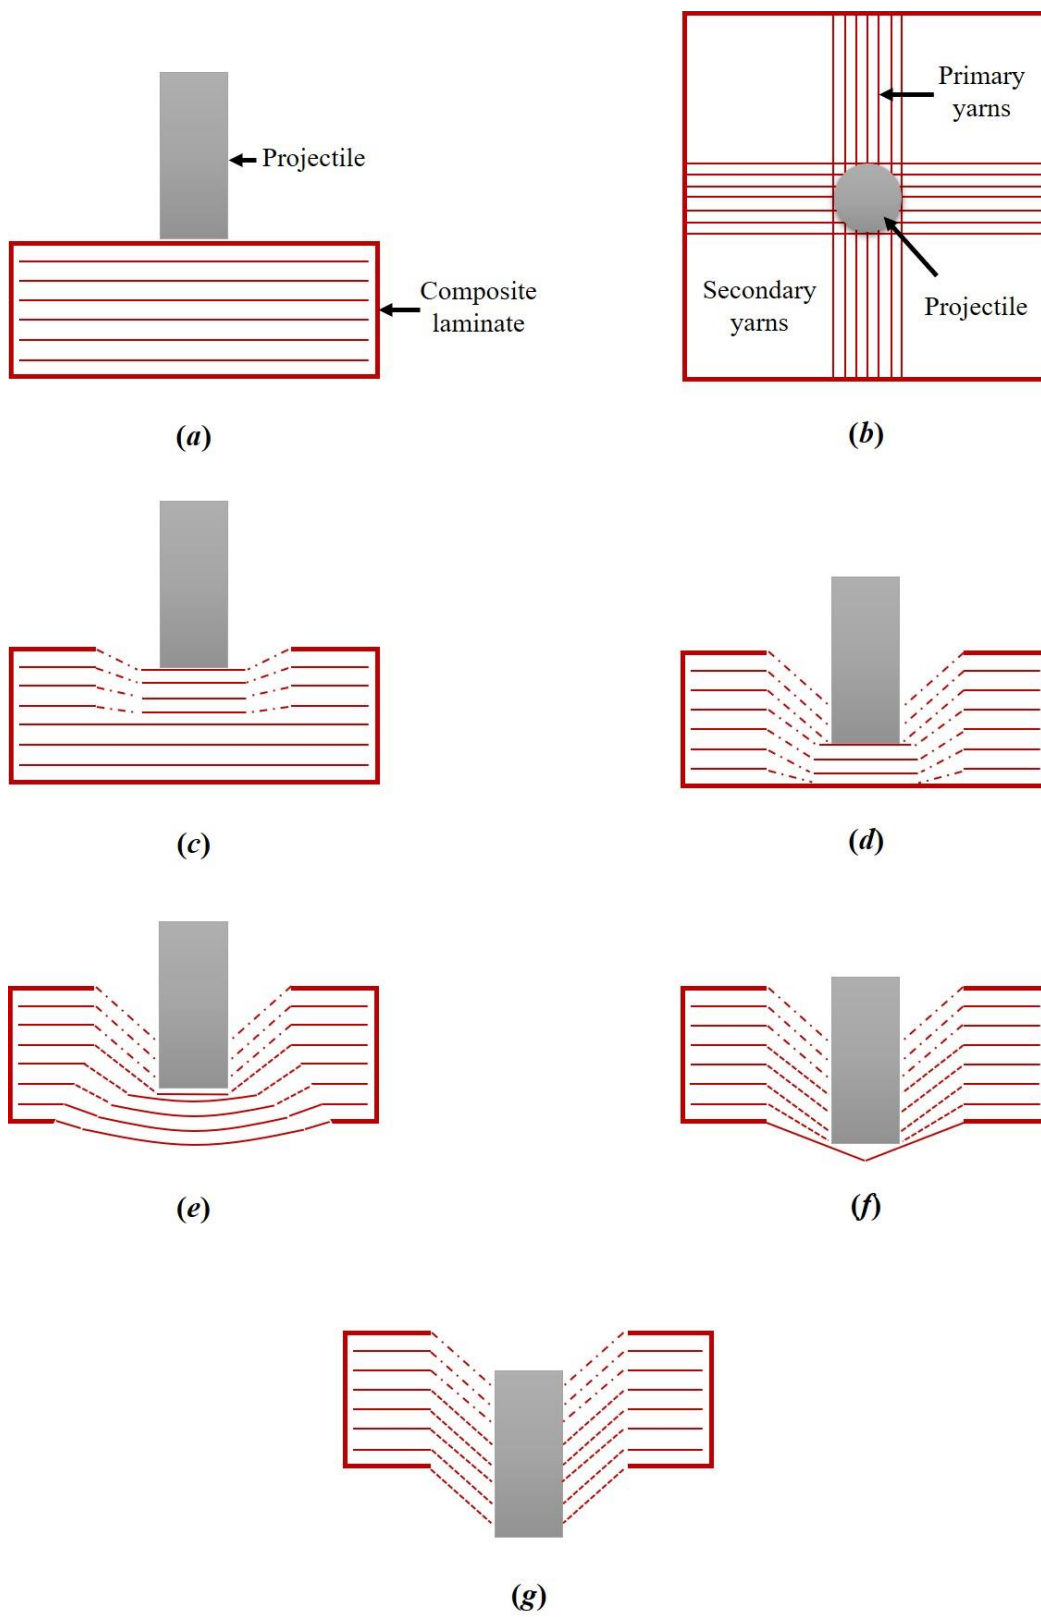 Projectile
Composite
laminate
(a)
Primary
yarns
Secondary
yarns
Projectile
(b)
(c)
(d)
(e)
(f)
(g)